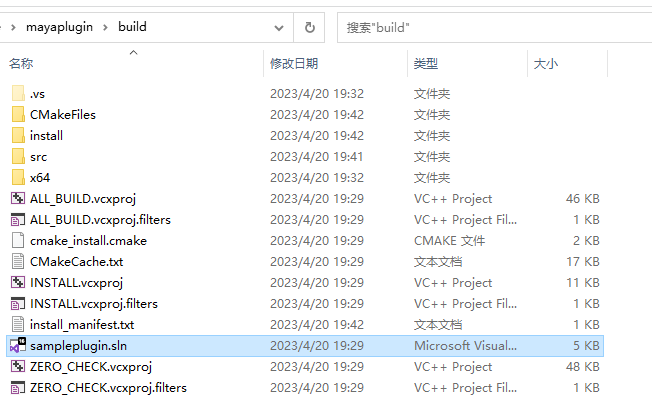 mayaplugin › build
搜索"build"
名称 修改日期 类型 大小
.vs 2023/4/20 19:32 文件夹
CMakeFiles 2023/4/20 19:42 文件夹
install 2023/4/20 19:42 文件夹
src 2023/4/20 19:41 文件夹
x64 2023/4/20 19:32 文件夹
ALL_BUILD.vcxproj 2023/4/20 19:29 VC++ Project 46 KB
ALL_BUILD.vcxproj.filters 2023/4/20 19:29 VC++ Project Fil... 1 KB
cmake_install.cmake 2023/4/20 19:29 CMAKE 文件 2 KB
CMakeCache.txt 2023/4/20 19:29 文本文档 17 KB
INSTALL.vcxproj 2023/4/20 19:29 VC++ Project 11 KB
INSTALL.vcxproj.filters 2023/4/20 19:29 VC++ Project Fil... 1 KB
install_manifest.txt 2023/4/20 19:42 文本文档 1 KB
sampleplugin.sln 2023/4/20 19:29 Microsoft Visual... 5 KB
ZERO_CHECK.vcxproj 2023/4/20 19:29 VC++ Project 48 KB
ZERO_CHECK.vcxproj.filters 2023/4/20 19:29 VC++ Project Fil... 1 KB